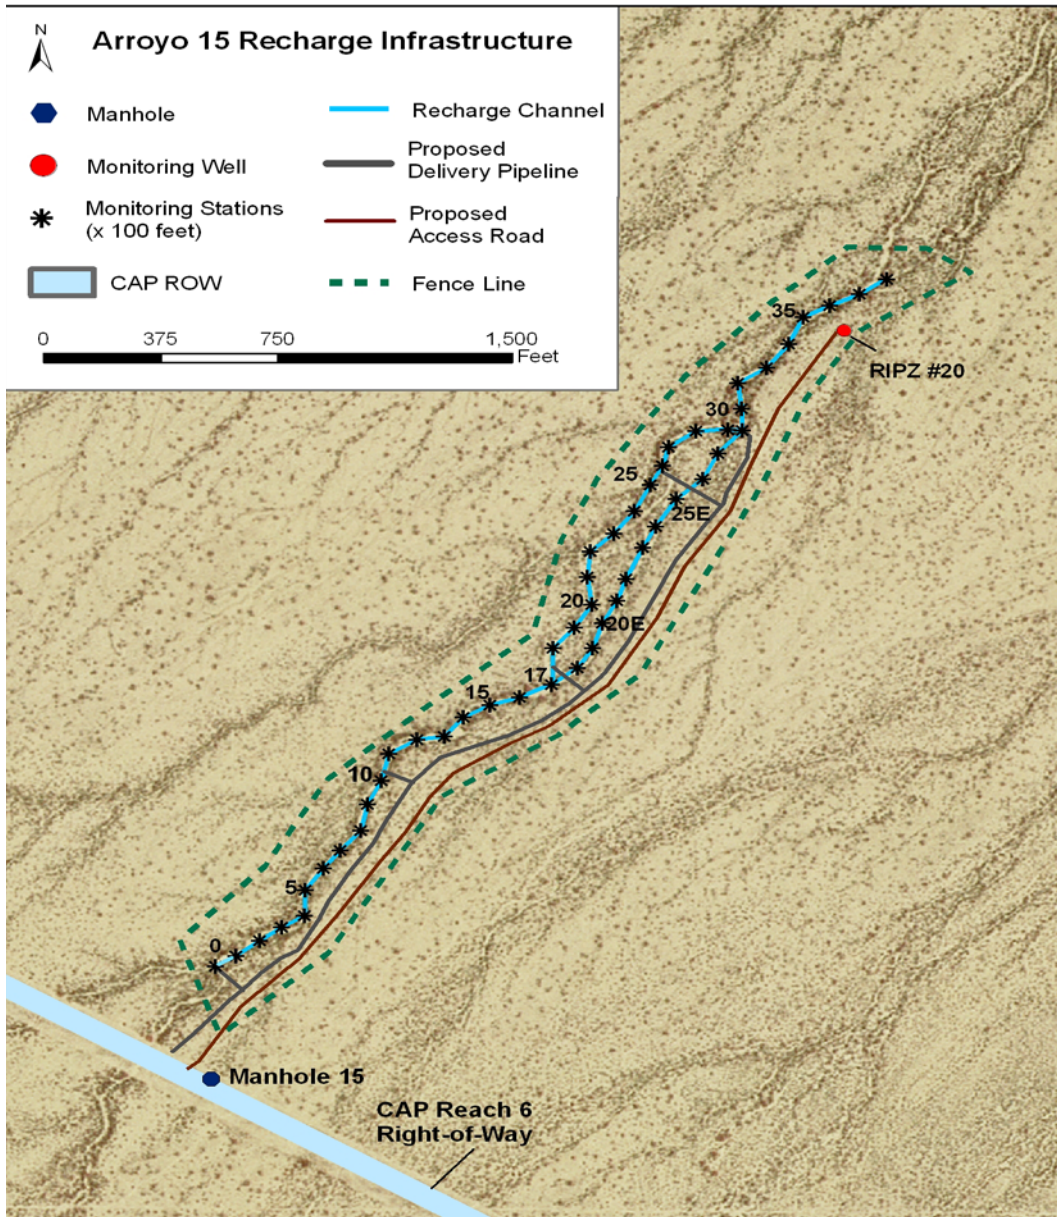 N
Arroyo 15 Recharge Infrastructure
Manhole
Recharge Channel
Monitoring Well
Proposed
Delivery Pipeline
Monitoring Stations
(x 100 feet)
Proposed
Access Road
CAP ROW
Fence Line
0 375 750 1,500
Feet
35
RIPZ #20
30
25
25E
20
20E
17
15
10
5
0
Manhole 15
CAP Reach 6
Right-of-Way